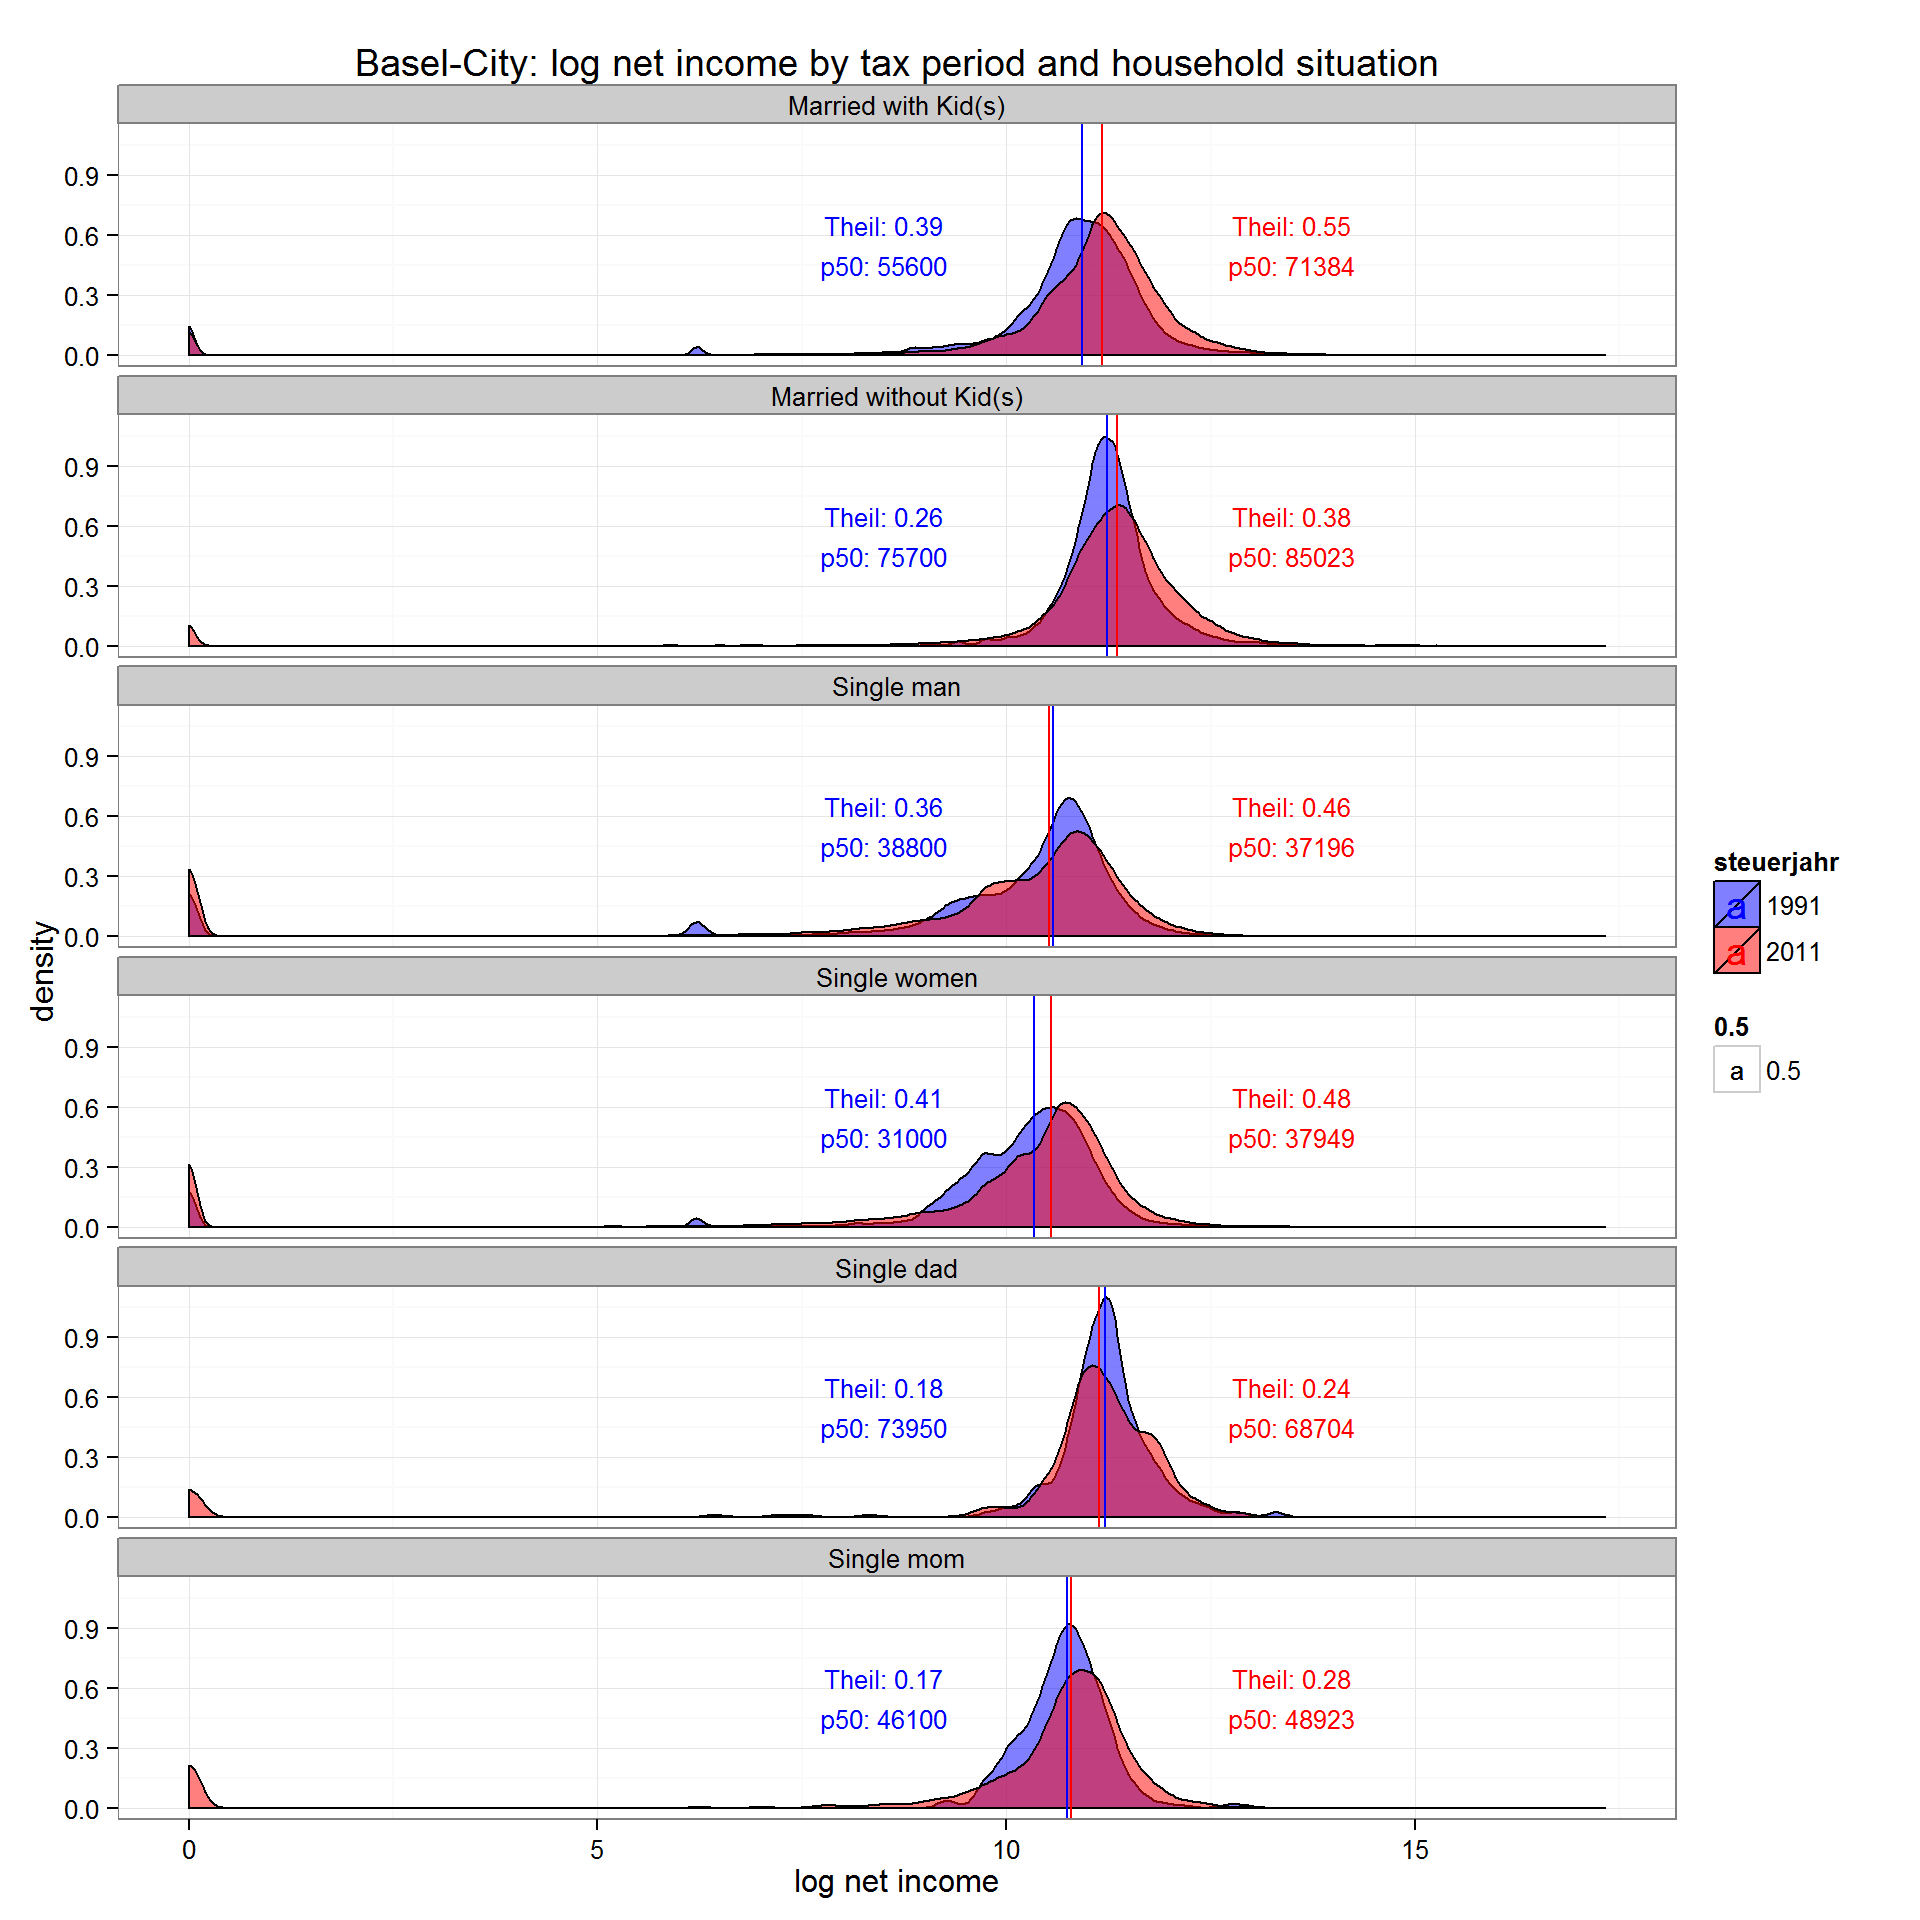 Basel-City: log net income by tax period and household situation
Married with Kid(s)
0.9
0.6
0.3
0.0
Theil: 0.39
p50: 55600
Theil: 0.55
p50: 71384
Married without Kid(s)
0.9
0.6
0.3
0.0
Theil: 0.26
p50: 75700
Theil: 0.38
p50: 85023
Single man
0.9
0.6
0.3
0.0
Theil: 0.36
p50: 38800
Theil: 0.46
p50: 37196
Single women
0.9
0.6
0.3
0.0
Theil: 0.41
p50: 31000
Theil: 0.48
p50: 37949
Single dad
0.9
0.6
0.3
0.0
Theil: 0.18
p50: 73950
Theil: 0.24
p50: 68704
Single mom
0.9
0.6
0.3
0.0
Theil: 0.17
p50: 46100
Theil: 0.28
p50: 48923
0 5 10 15
log net income
density
steuerjahr
a 1991
a 2011
0.5
a 0.5